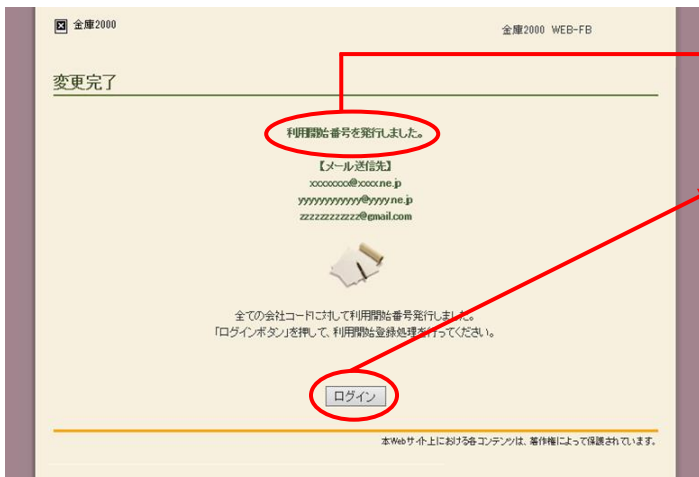 金庫2000
金庫2000 WEB-FB
変更完了
利用開始番号を発行しました。
【メール送信先】
xxxxxxx@xxxx.ne.jp
yyyyyyyyyyyy@yyyy.ne.jp
zzzzzzzzzzzz@gmail.com
全ての会社コードに対して利用開始番号発行しました。
「ログインボタン」を押して、利用開始登録処理を行ってください。
ログイン
本Webサイト上における各コンテンツは、著作権によって保護されています。